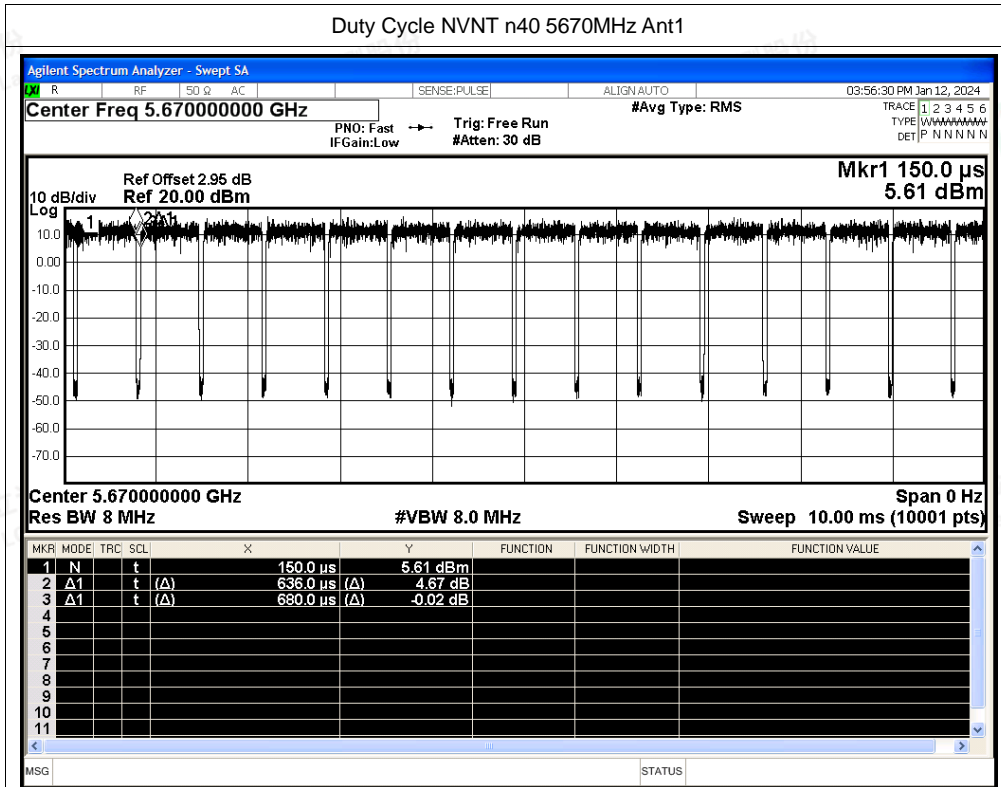 Duty Cycle NVNT n40 5670MHz Ant1
Agilent Spectrum Analyzer - Swept SA
LXI R RF 50 Ω AC SENSE:PULSE ALIGN AUTO 03:56:30 PM Jan 12, 2024
Center Freq 5.670000000 GHz #Avg Type: RMS TRACE 1 2 3 4 5 6
PNO: Fast Trig: Free Run TYPE WWWWWW
IFGain:Low #Atten: 30 dB DET P N N N N N
Mkr1 150.0 µs
5.61 dBm
Ref Offset 2.95 dB
10 dB/div Ref 20.00 dBm
Log
1 2Δ1
10.0
0.00
-10.0
-20.0
-30.0
-40.0
-50.0
-60.0
-70.0
Center 5.670000000 GHz Span 0 Hz
Res BW 8 MHz #VBW 8.0 MHz Sweep 10.00 ms (10001 pts)
MKR MODE TRC SCL X Y FUNCTION FUNCTION WIDTH FUNCTION VALUE
1 N t 150.0 µs 5.61 dBm
2 Δ1 t (Δ) 636.0 µs (Δ) 4.67 dB
3 Δ1 t (Δ) 680.0 µs (Δ) -0.02 dB
4
5
6
7
8
9
10
11
MSG STATUS